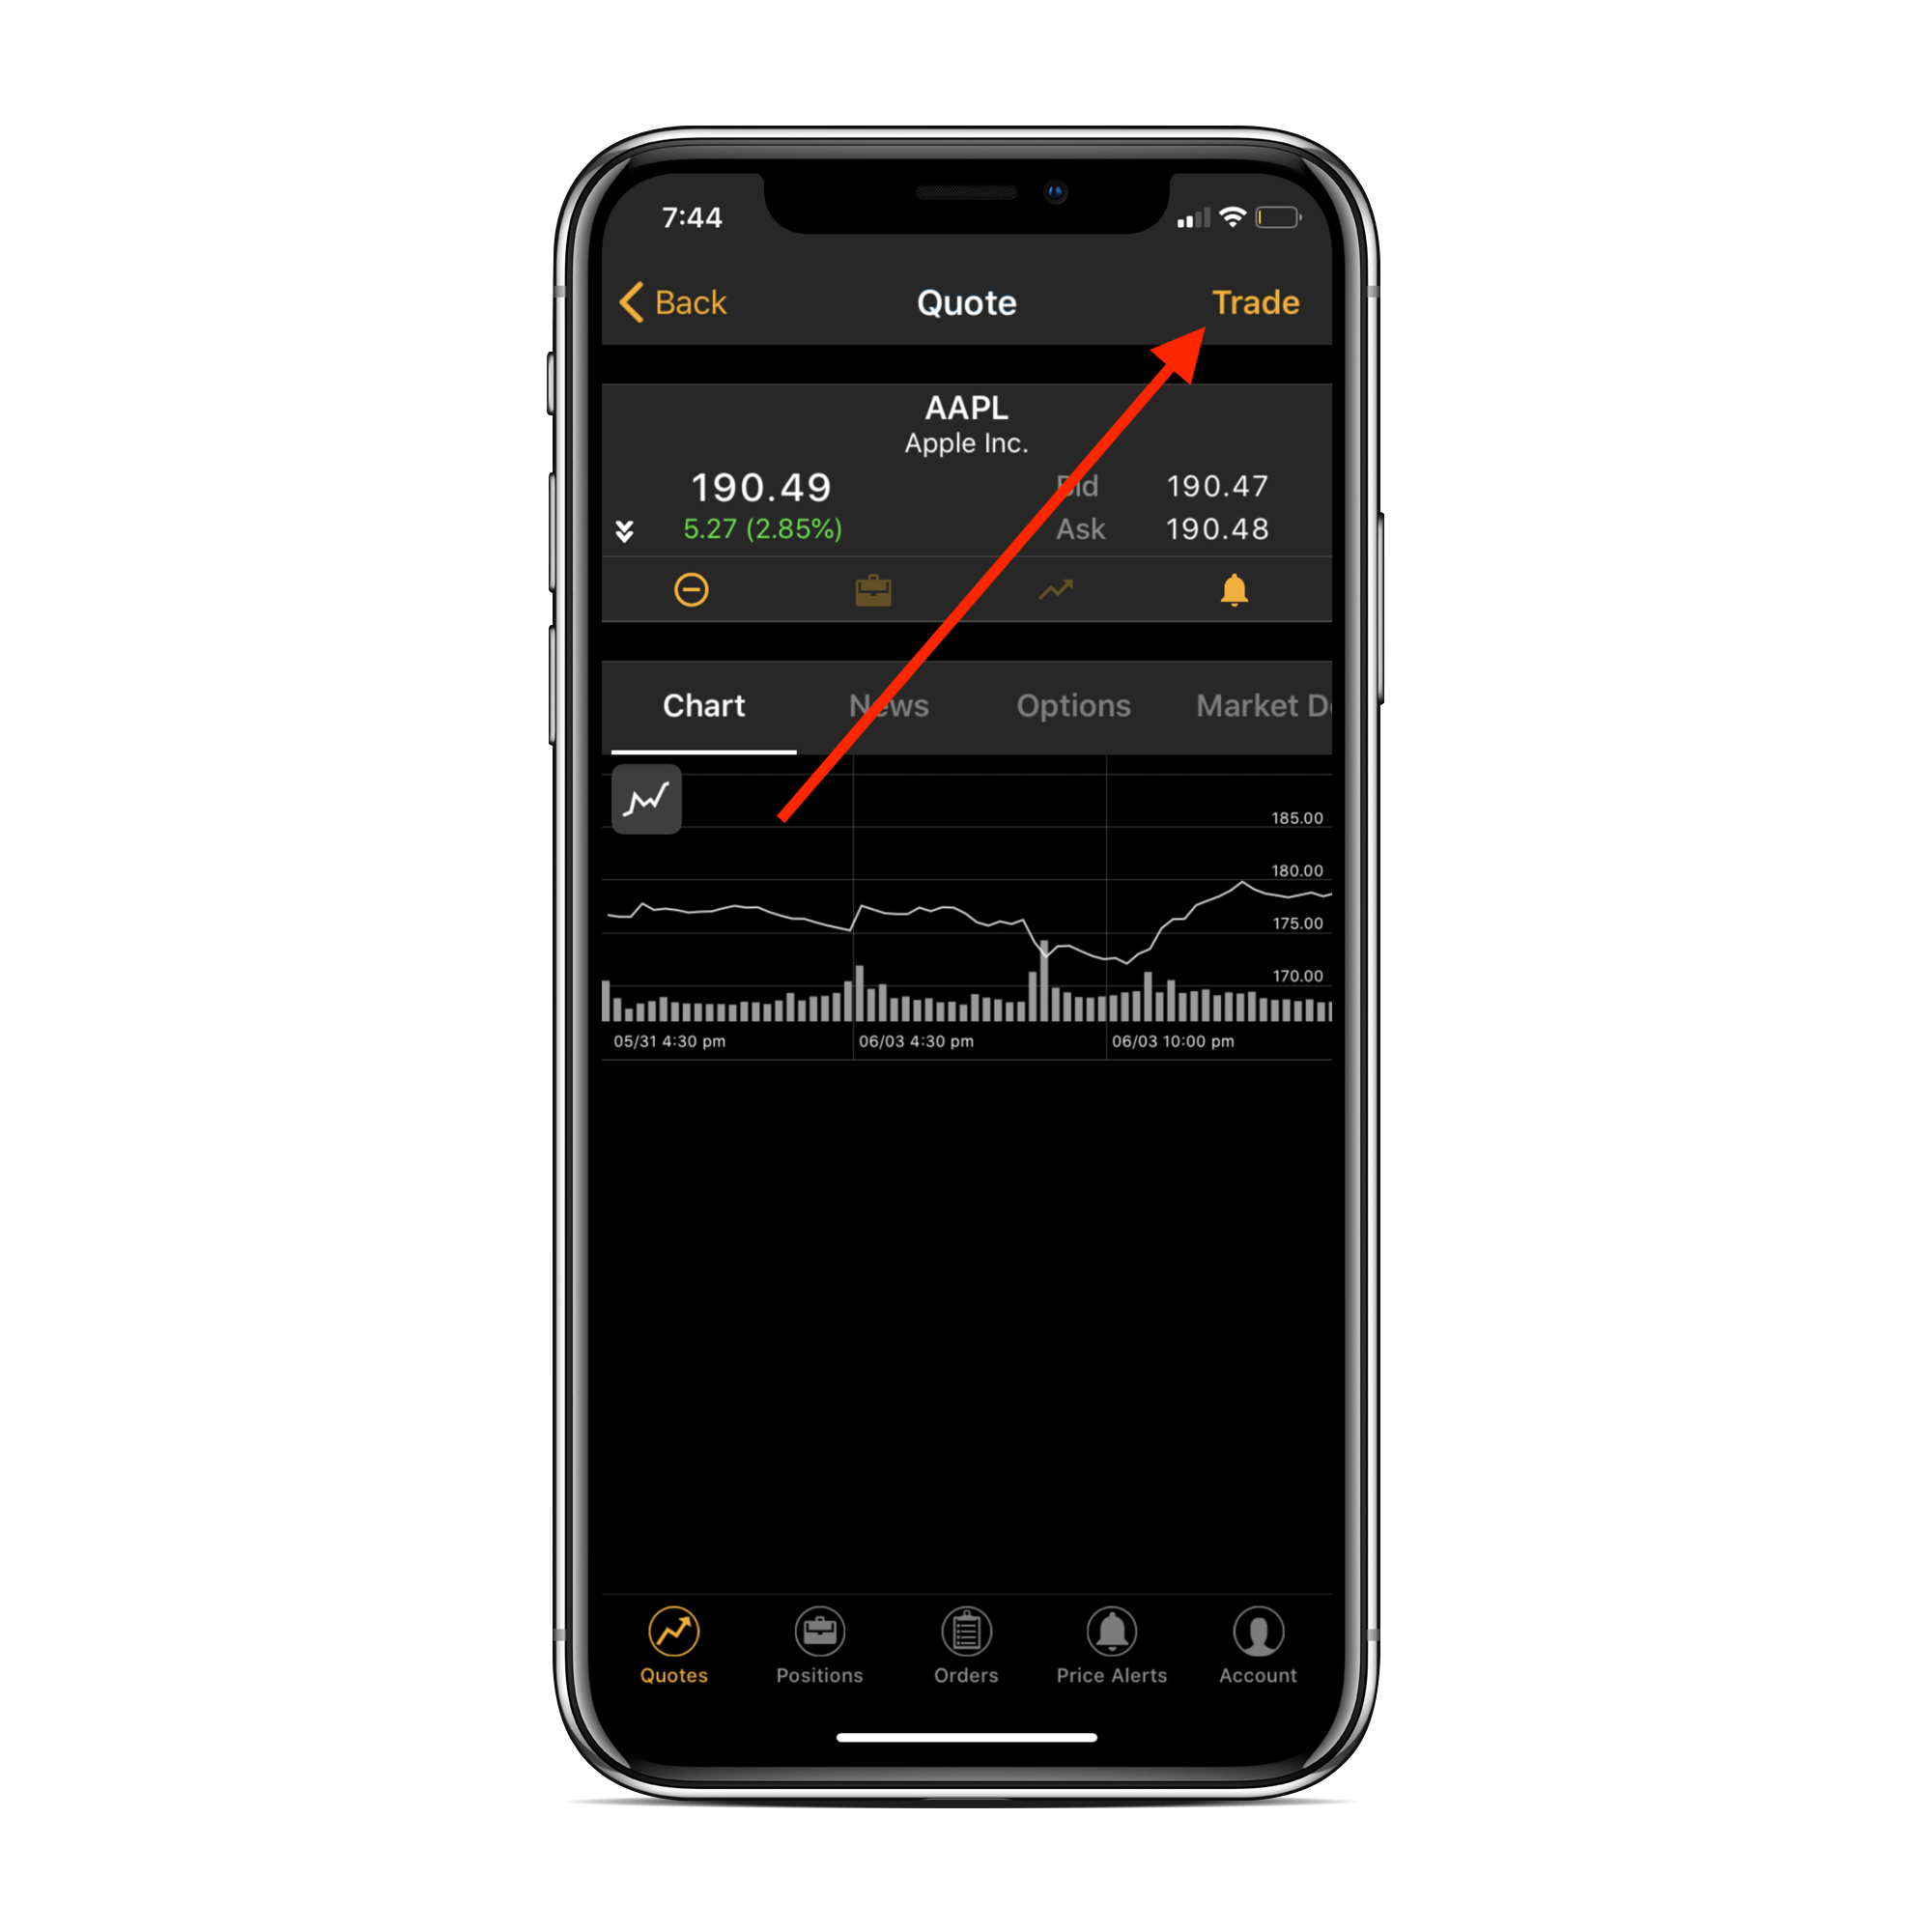 7:44
Back Quote Trade
AAPL
Apple Inc.
190.49 Bid 190.47
5.27 (2.85%) Ask 190.48
Chart News Options Market D
185.00
180.00
175.00
170.00
05/31 4:30 pm 06/03 4:30 pm 06/03 10:00 pm
Quotes Positions Orders Price Alerts Account